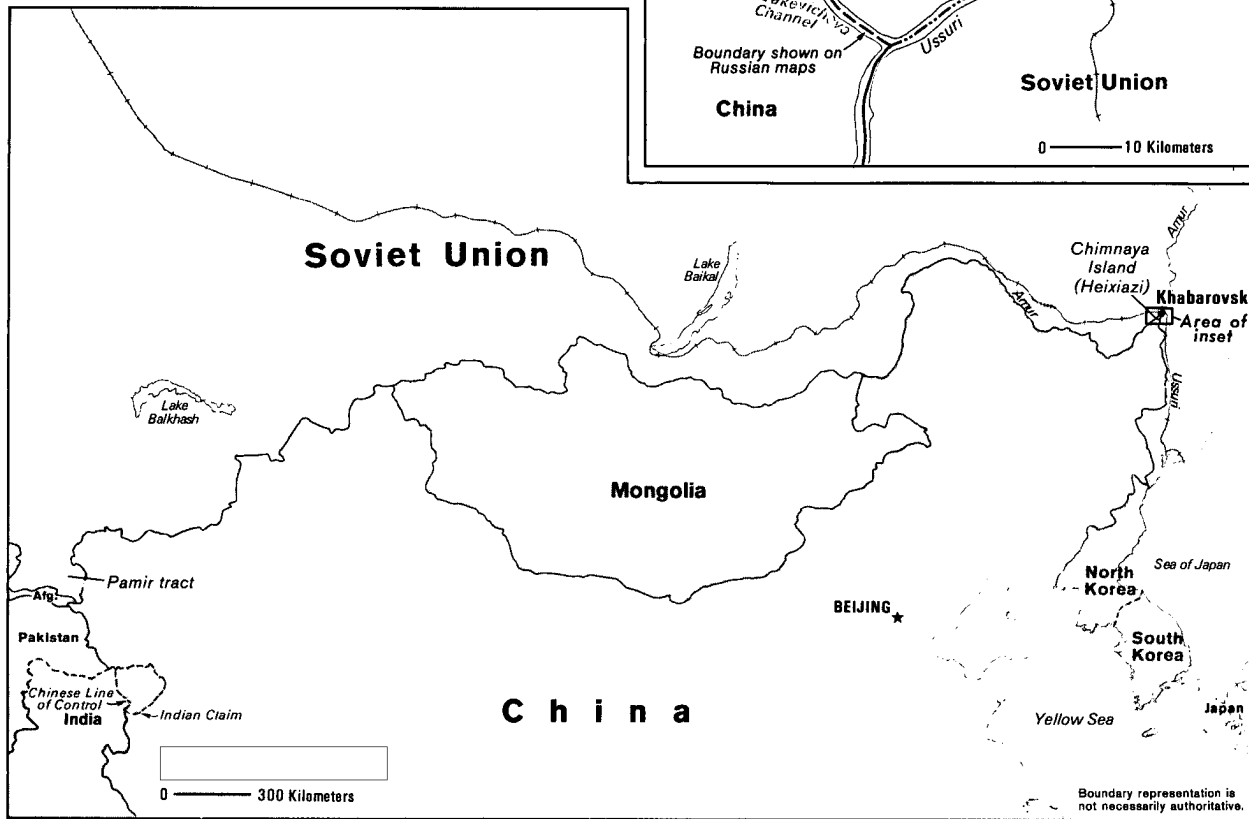 Channel
Ussuri
Boundary shown on
Russian maps
China
Soviet Union
0 10 Kilometers
Soviet Union
Lake
Baikal
Amur
Chimnaya
Island
(Heixiazi)
Khabarovsk
Area of
inset
Amur
Ussuri
Lake
Balkhash
Mongolia
Pamir tract
Afg.
Pakistan
Chinese Line
of Control
India
Indian Claim
BEIJING
North
Korea
Sea of Japan
South
Korea
China
Yellow Sea
Japan
0 300 Kilometers
Boundary representation is
not necessarily authoritative.